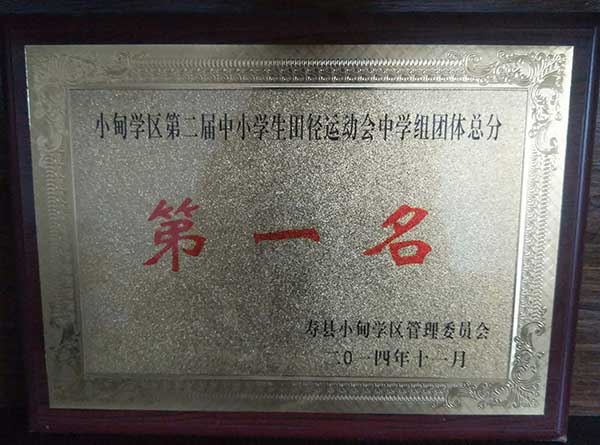 小甸学区第二届中小学生田径运动会中学组团体总分
第一名
寿县小甸学区管理委员会
二〇一四年十一月